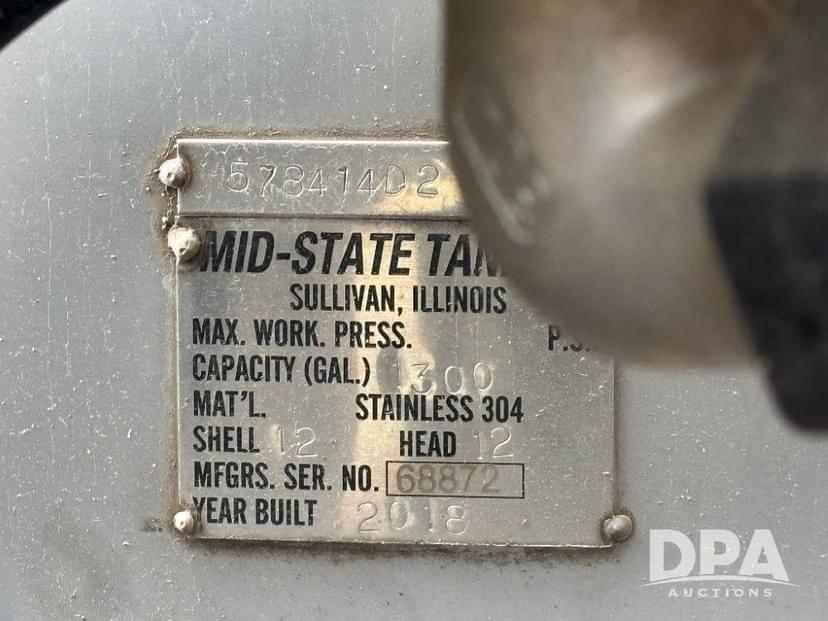 578414D2
MID-STATE
SULLIVAN, ILLINOIS
MAX. WORK. PRESS.
CAPACITY (GAL.) 1300
MAT'L. STAINLESS 304
SHELL 12 HEAD 12
MFGRS. SER. NO. 68872
YEAR BUILT 2018
DPA
AUCTIONS